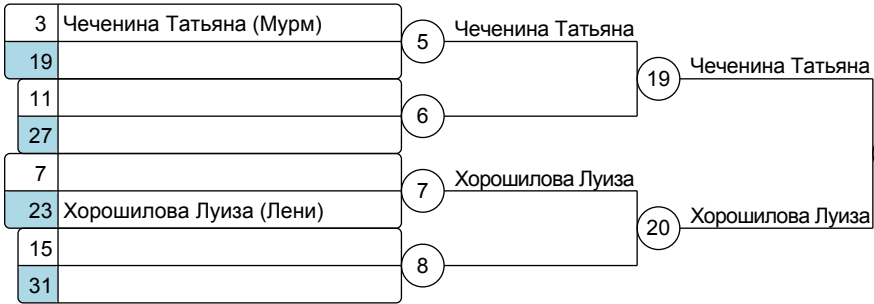 3 Чеченина Татьяна (Мурм)
19
5 Чеченина Татьяна
11
27
6
19 Чеченина Татьяна
7
23 Хорошилова Луиза (Лени)
7 Хорошилова Луиза
15
31
8
20 Хорошилова Луиза